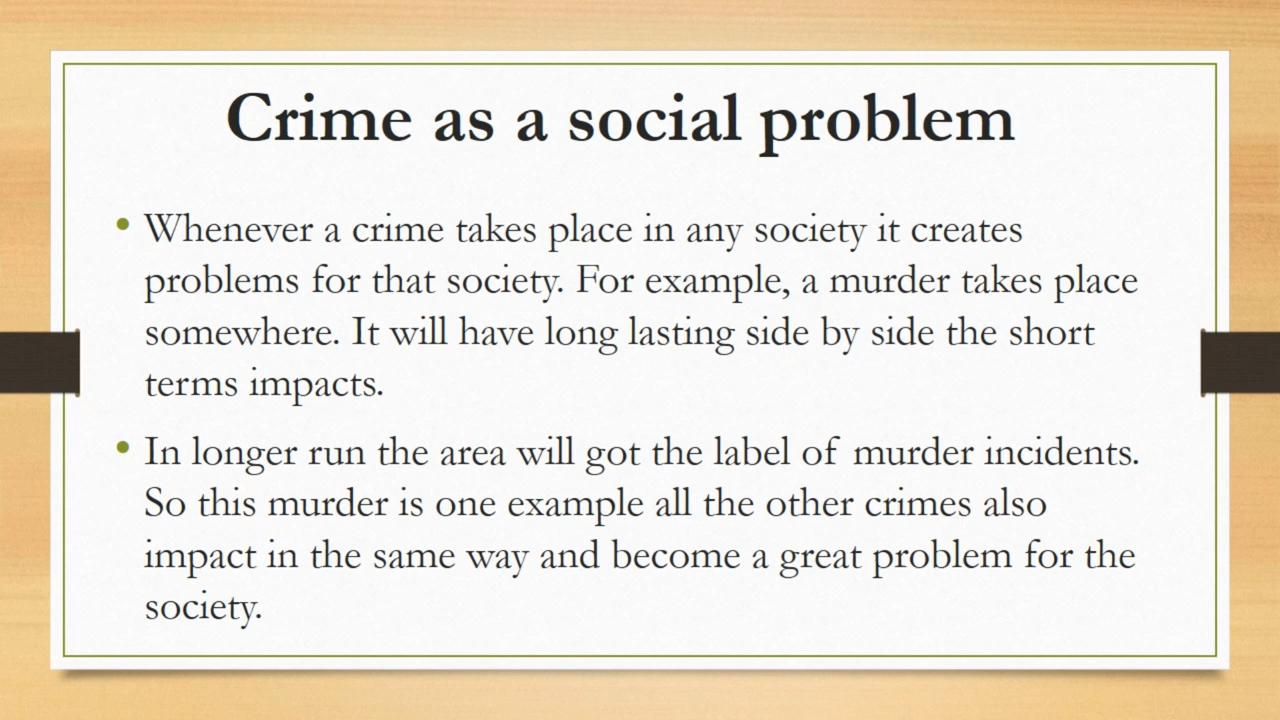 Crime as a social problem
• Whenever a crime takes place in any society it creates
problems for that society. For example, a murder takes place
somewhere. It will have long lasting side by side the short
terms impacts.
• In longer run the area will got the label of murder incidents.
So this murder is one example all the other crimes also
impact in the same way and become a great problem for the
society.